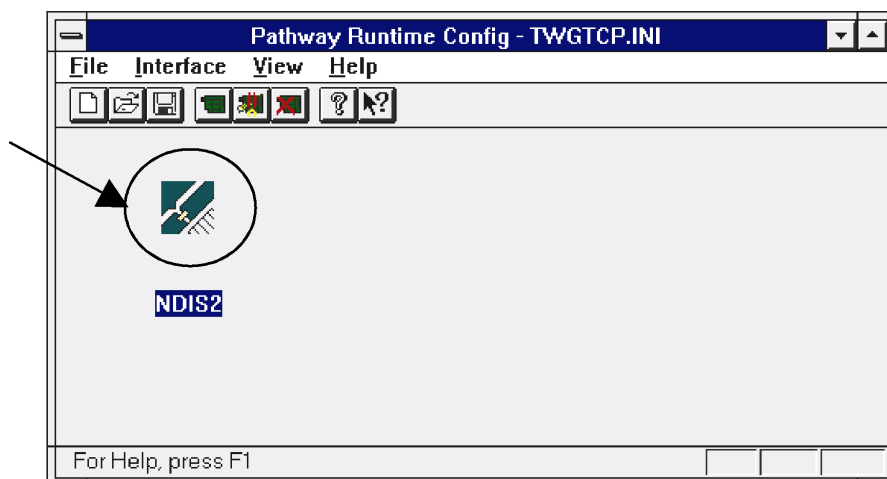 Pathway Runtime Config - TWGTCP.INI
File Interface View Help
NDIS2
For Help, press F1